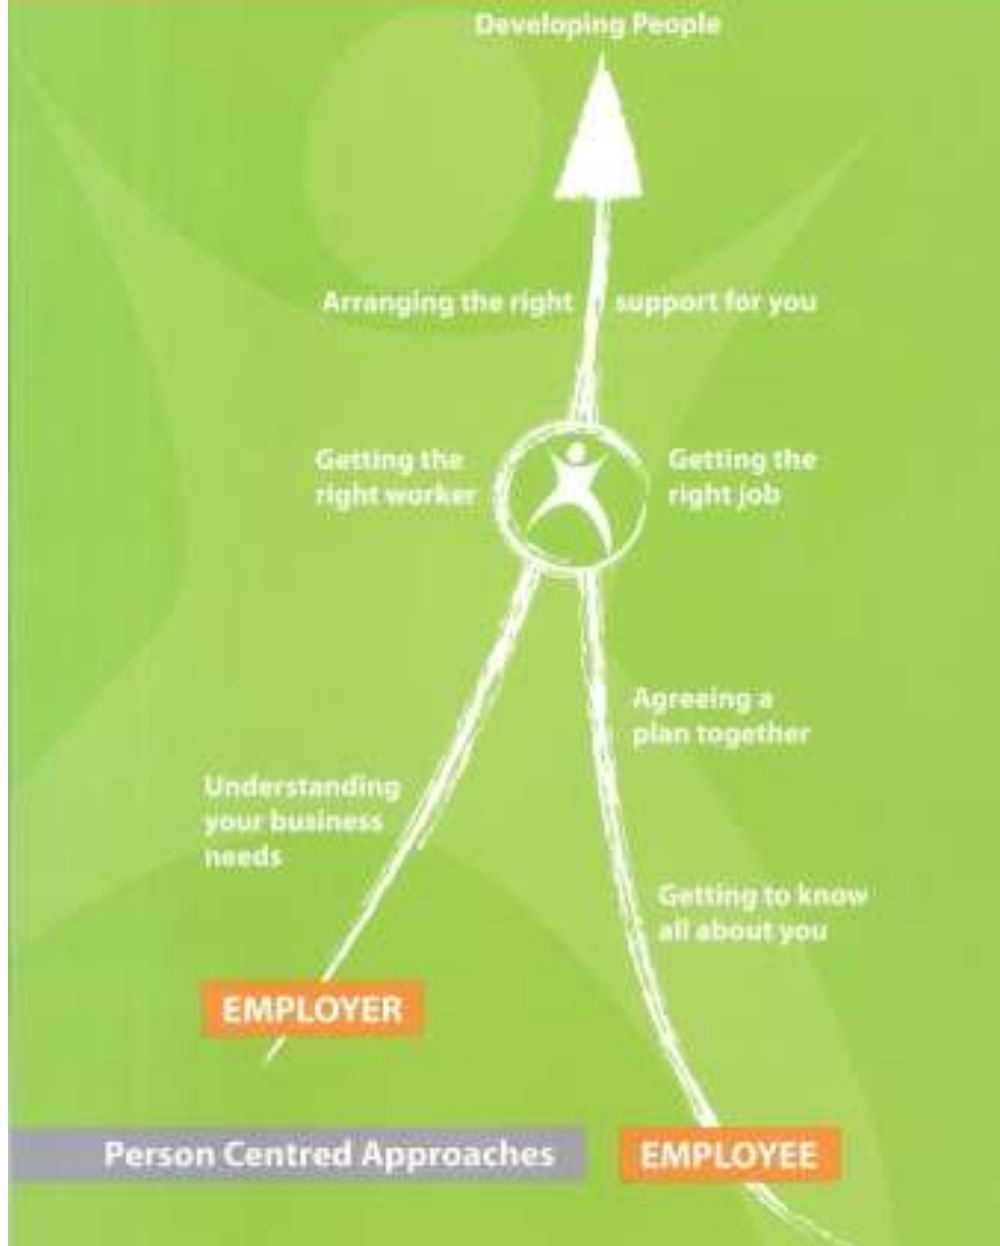 Developing People
Arranging the right support for you
Getting the
right worker
Getting the
right job
Agreeing a
plan together
Understanding
your business
needs
Getting to know
all about you
EMPLOYER
Person Centred Approaches
EMPLOYEE